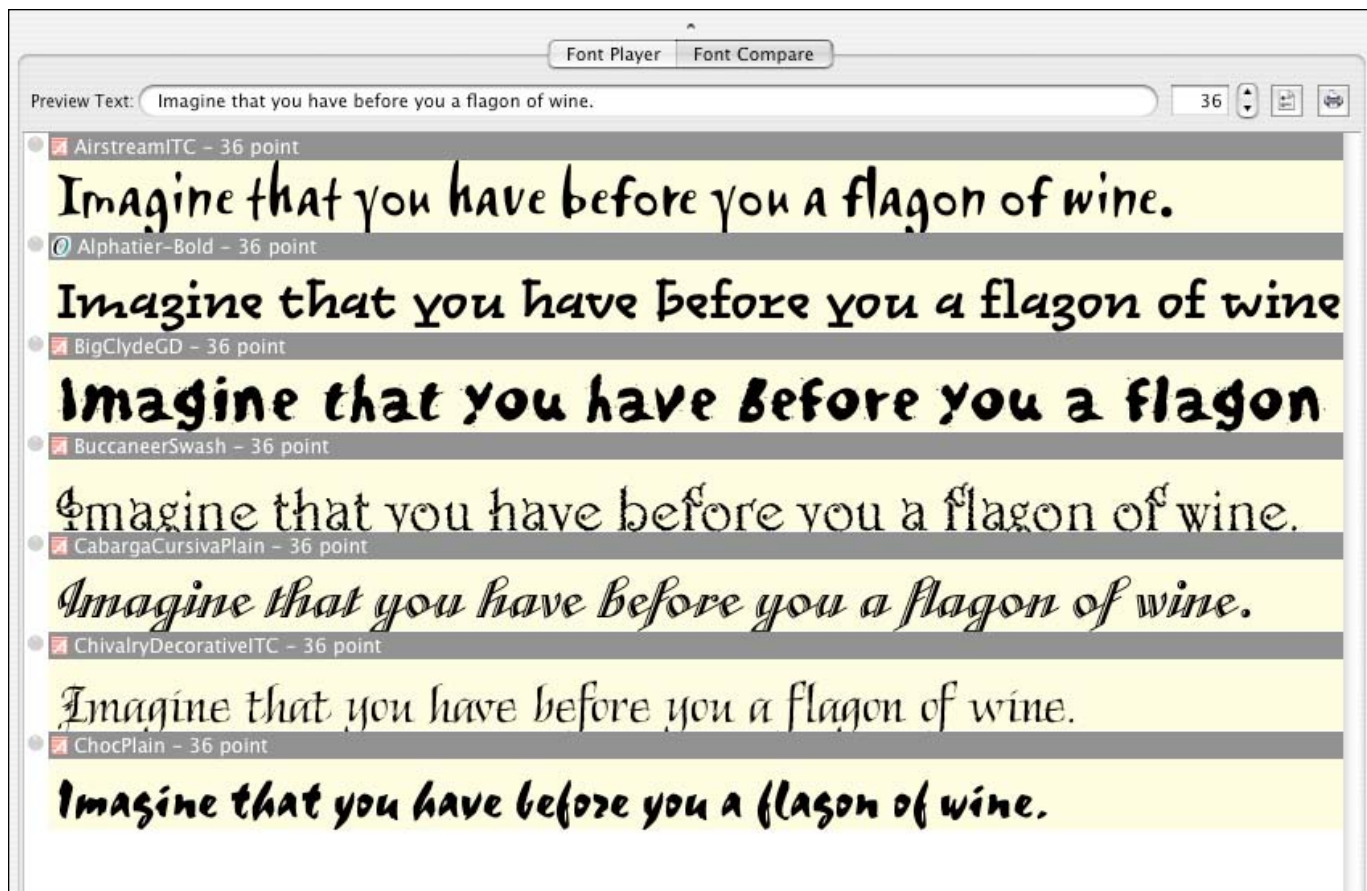 Font Player Font Compare
Preview Text: Imagine that you have before you a flagon of wine. 36
AirstreamITC – 36 point
Imagine that you have before you a flagon of wine.
Alphatier-Bold – 36 point
Imagine that you have before you a flagon of wine
BigClydeGD – 36 point
Imagine that you have before you a flagon
BuccaneerSwash – 36 point
Imagine that you have before you a flagon of wine.
CabargaCursivaPlain – 36 point
Imagine that you have before you a flagon of wine.
ChivalryDecorativeITC – 36 point
Imagine that you have before you a flagon of wine.
ChocPlain – 36 point
Imagine that you have before you a flagon of wine.